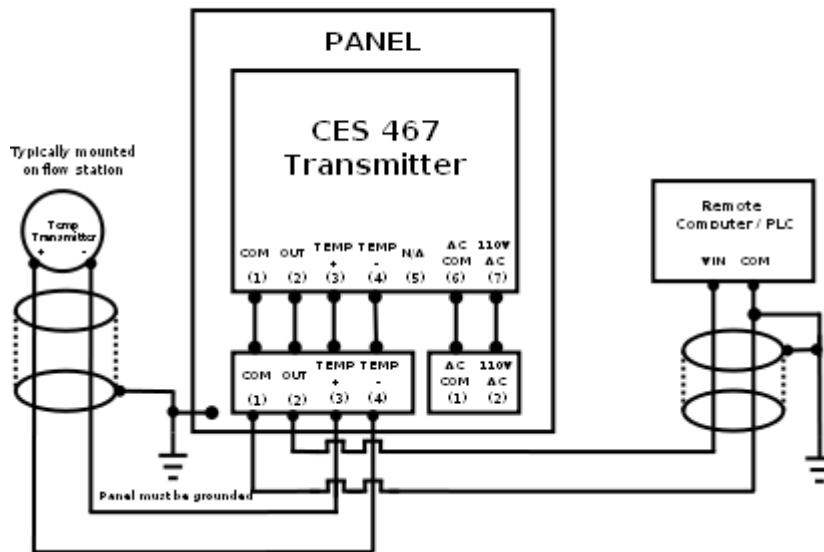 PANEL
CES 467
Transmitter
Typically mounted
on flow station
Temp
Transmitter
+ -
COM OUT TEMP TEMP N/A AC 110V
+ - COM AC
(1) (2) (3) (4) (5) (6) (7)
Remote
Computer / PLC
VIN COM
COM OUT TEMP TEMP
+ -
(1) (2) (3) (4)
AC 110V
COM AC
(1) (2)
Panel must be grounded